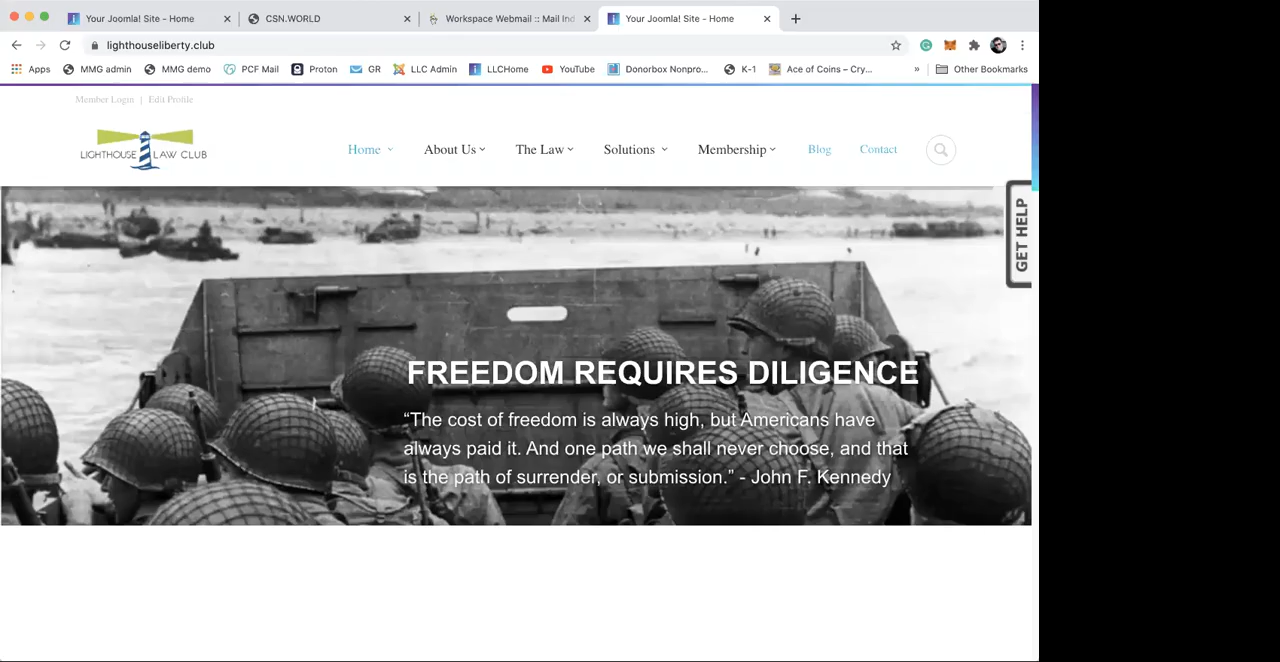 Your Joomla! Site - Home
CSN.WORLD
Workspace Webmail :: Mail Ind
Your Joomla! Site - Home
lighthouseliberty.club
Apps
MMG admin
MMG demo
PCF Mail
Proton
GR
LLC Admin
LLCHome
YouTube
Donorbox Nonpro...
K-1
Ace of Coins – Cry...
»
Other Bookmarks
Member Login | Edit Profile
LIGHTHOUSE LAW CLUB
Home
About Us
The Law
Solutions
Membership
Blog
Contact
GET HELP
FREEDOM REQUIRES DILIGENCE
“The cost of freedom is always high, but Americans have
always paid it. And one path we shall never choose, and that
is the path of surrender, or submission.” - John F. Kennedy